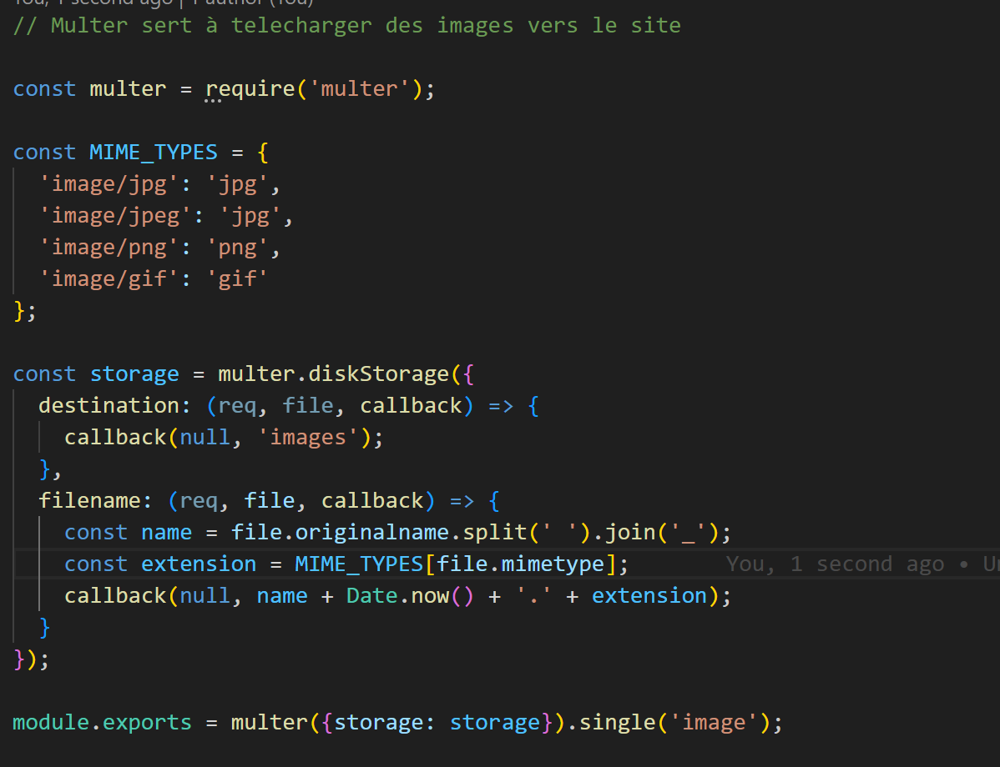 You, 1 second ago | 1 author (You)
// Multer sert à telecharger des images vers le site
const multer = require('multer');
const MIME_TYPES = {
'image/jpg': 'jpg',
'image/jpeg': 'jpg',
'image/png': 'png',
'image/gif': 'gif'
};
const storage = multer.diskStorage({
destination: (req, file, callback) => {
callback(null, 'images');
},
filename: (req, file, callback) => {
const name = file.originalname.split(' ').join('_');
const extension = MIME_TYPES[file.mimetype]; You, 1 second ago •
callback(null, name + Date.now() + '.' + extension);
}
});
module.exports = multer({storage: storage}).single('image');